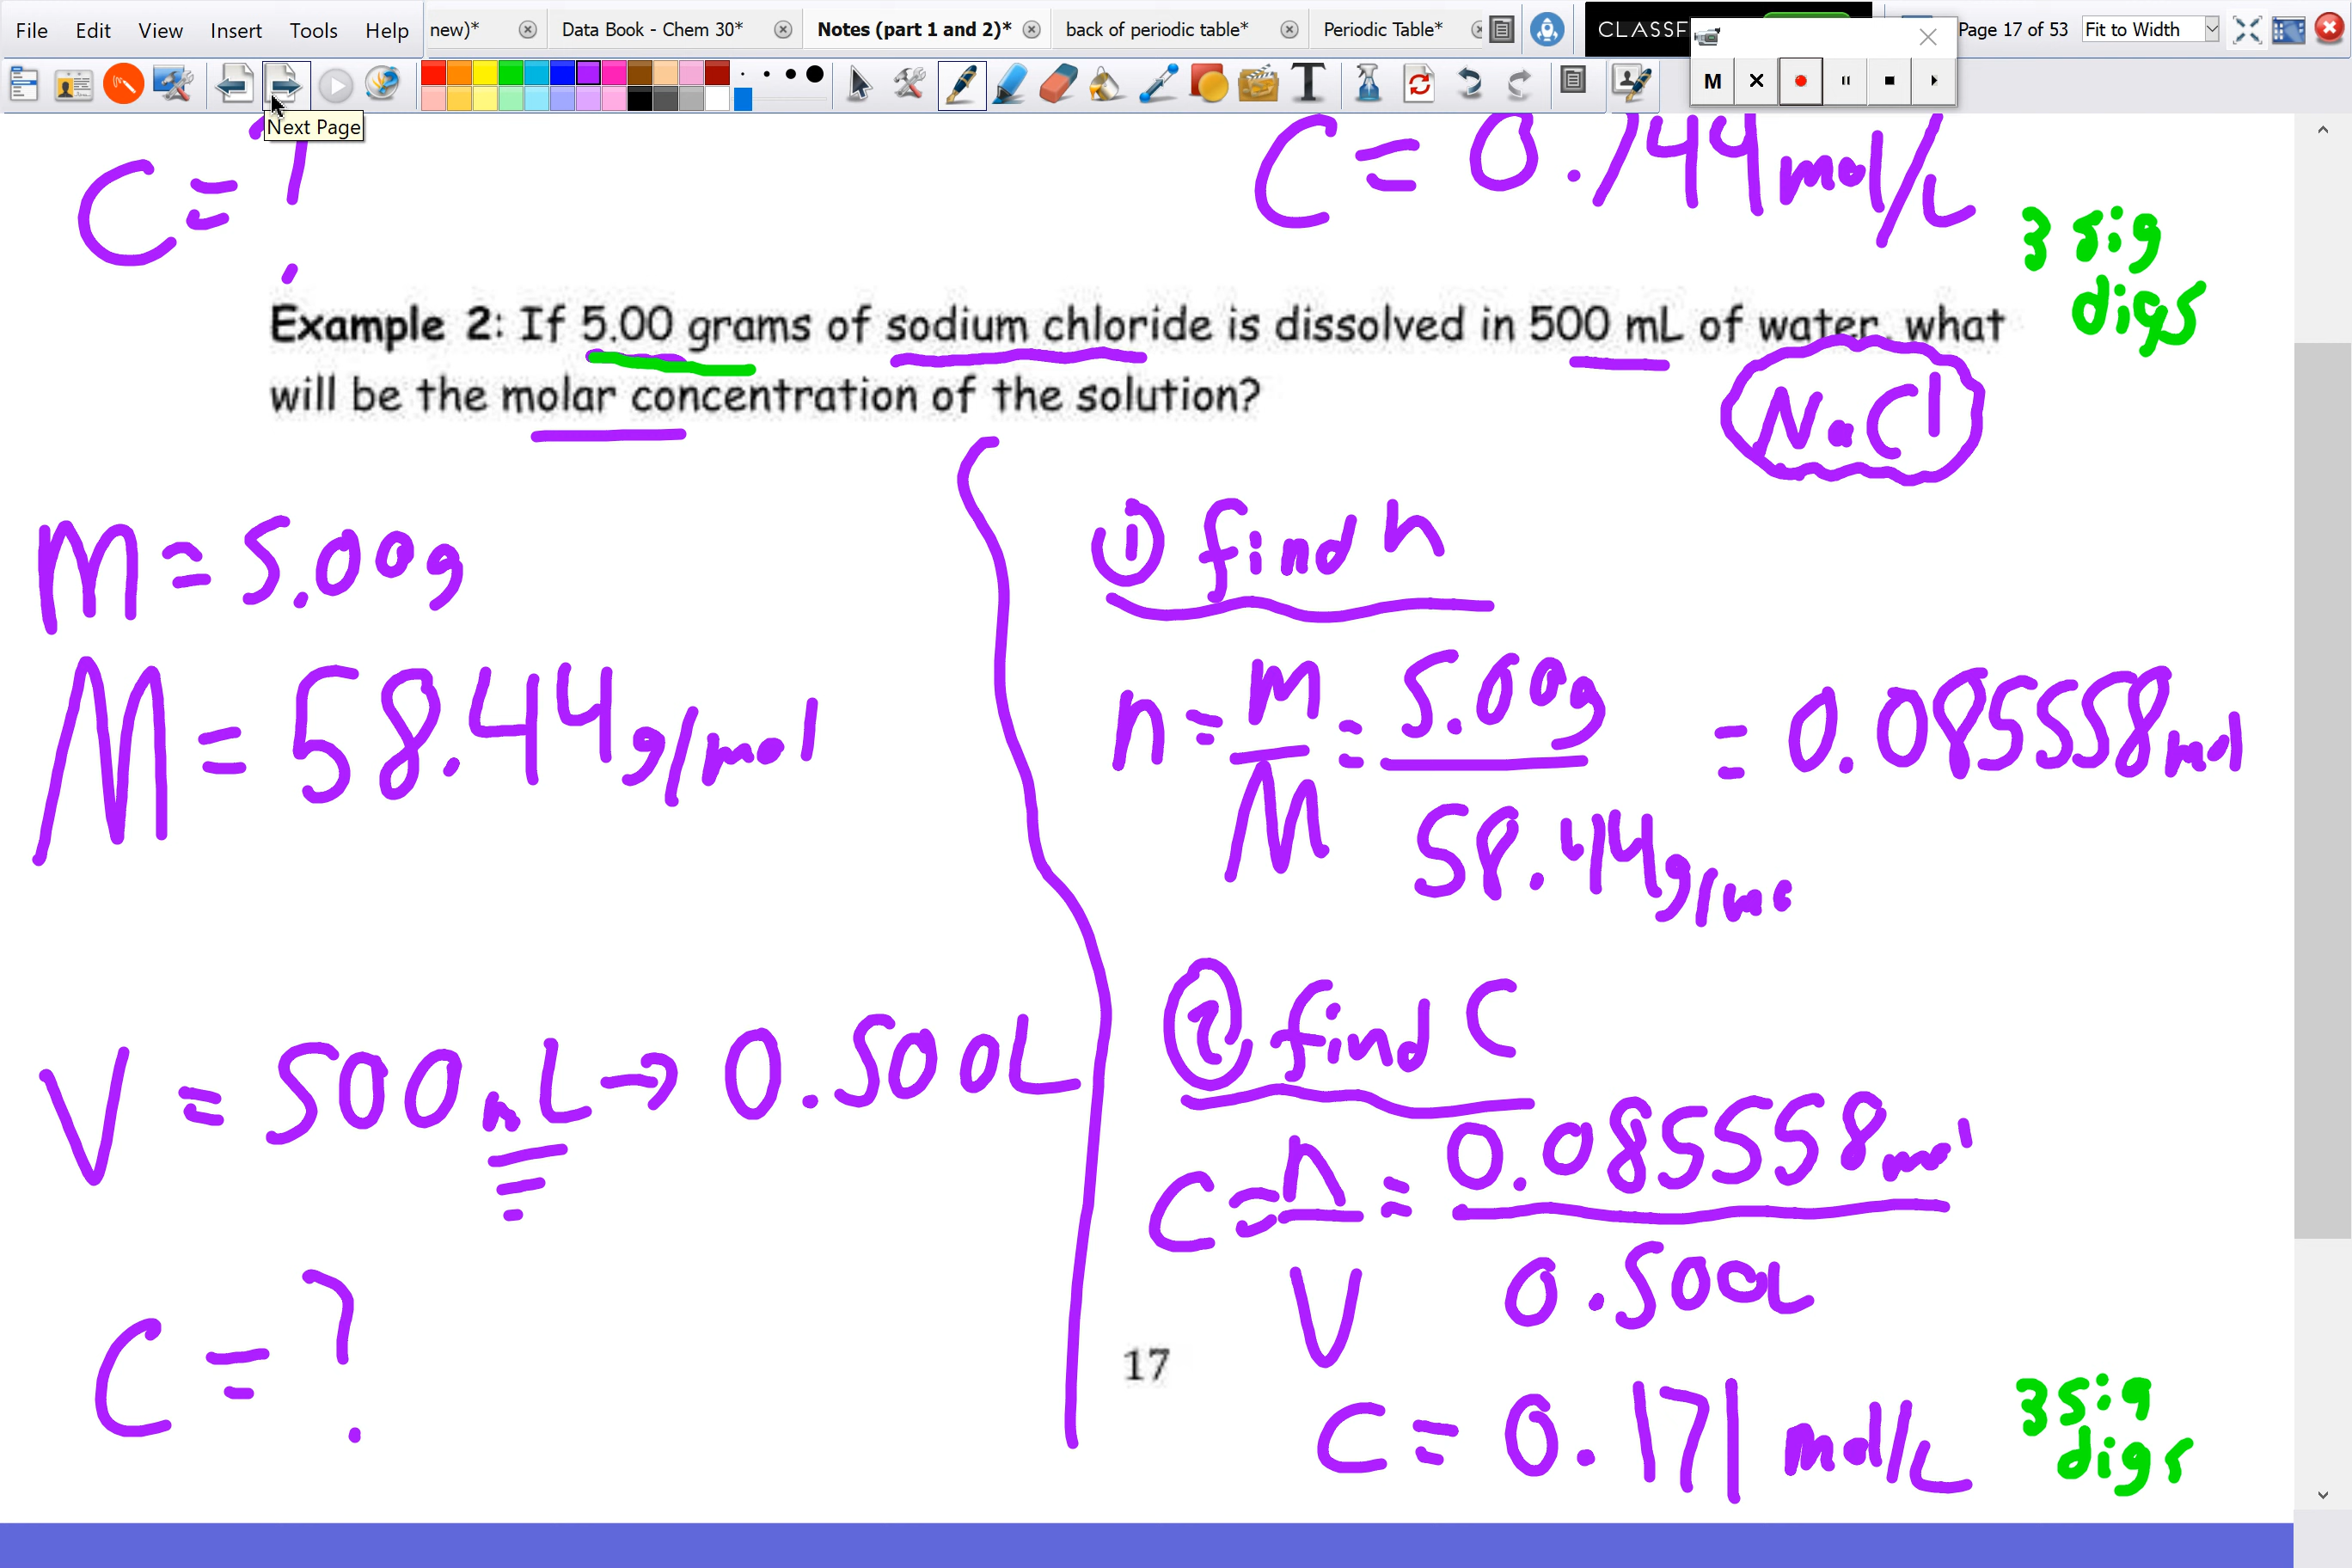 File Edit View Insert Tools Help
new)* Data Book - Chem 30* Notes (part 1 and 2)* back of periodic table* Periodic Table*
CLASSF
Page 17 of 53 Fit to Width
T
M
Next Page
C = ?
C = 0.744 mol/L
3 sig
digs
Example 2: If 5.00 grams of sodium chloride is dissolved in 500 mL of water, what
will be the molar concentration of the solution?
NaCl
m = 5.00g
M = 58.44 g/mol
V = 500 mL → 0.500L
C = ?
① find n
n = m/M = 5.00g / 58.44 g/mo = 0.085558 mol
② find C
C = n/V = 0.085558 mol / 0.500L
17
C = 0.171 mol/L
3 sig
digs